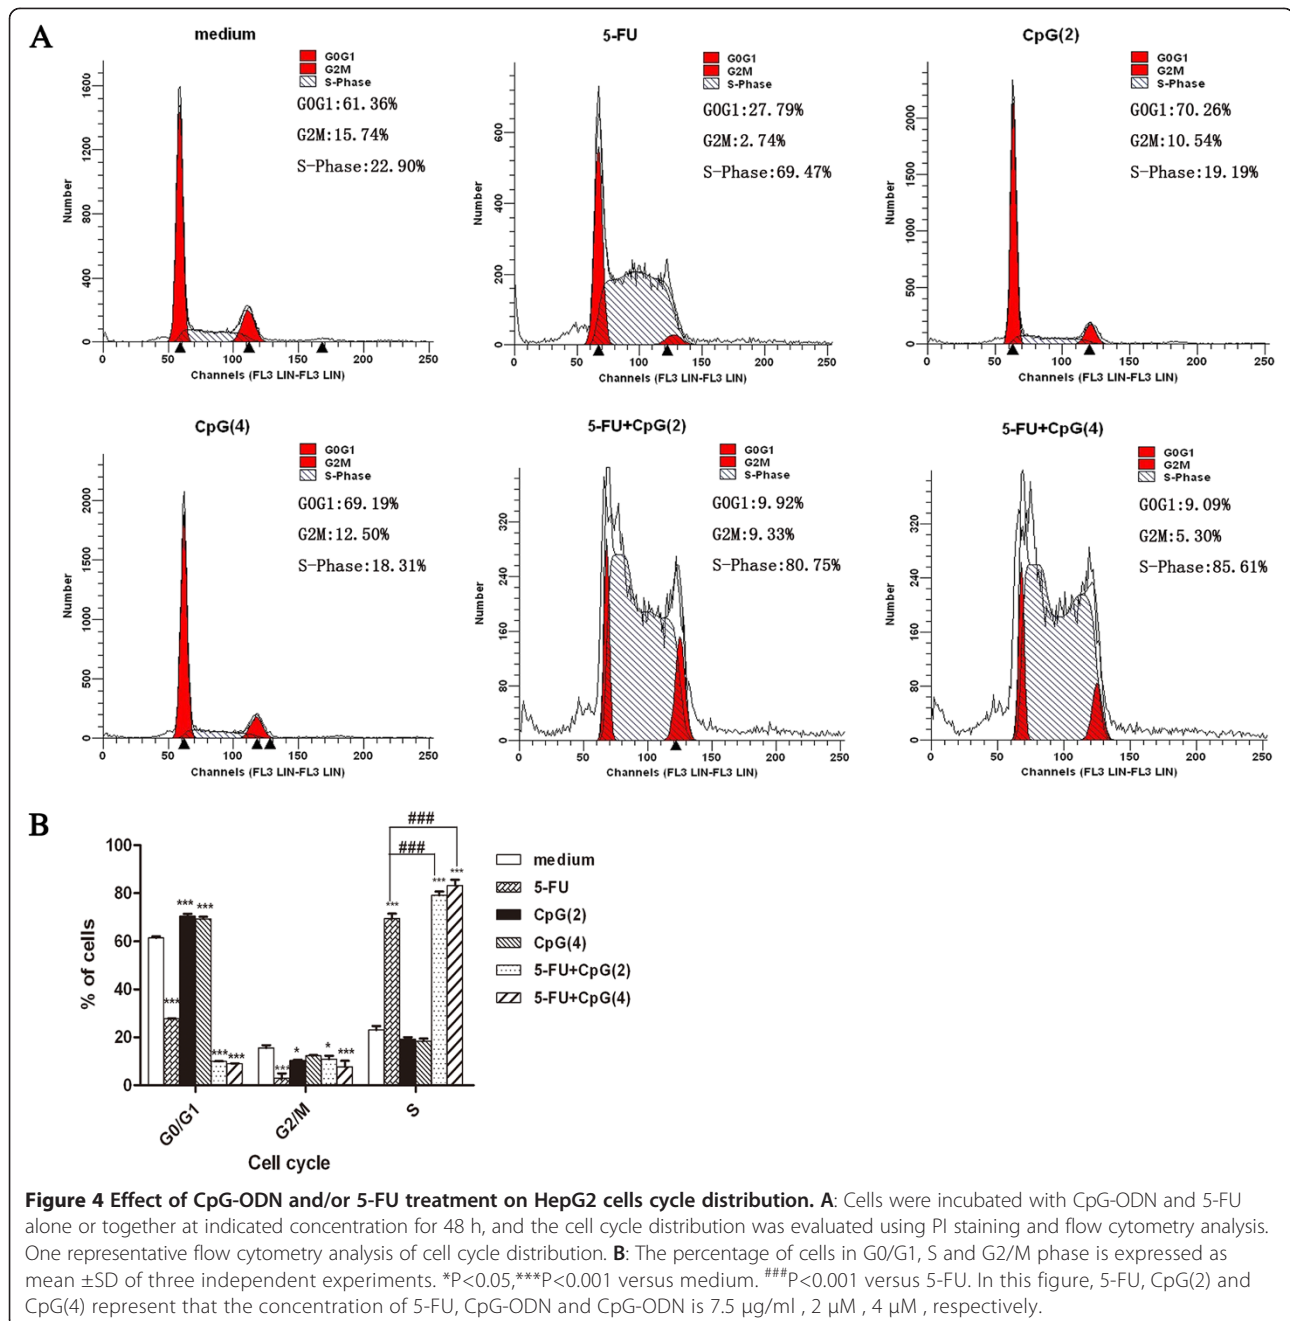 A
medium
G0G1
G2M
S-Phase
G0G1:61.36%
G2M:15.74%
S-Phase:22.90%
Number
0 400 800 1200 1600
0 50 100 150 200 250
Channels (FL3 LIN-FL3 LIN)
5-FU
G0G1
G2M
S-Phase
G0G1:27.79%
G2M:2.74%
S-Phase:69.47%
Number
0 200 400 600
0 50 100 150 200 250
Channels (FL3 LIN-FL3 LIN)
CpG(2)
G0G1
G2M
S-Phase
G0G1:70.26%
G2M:10.54%
S-Phase:19.19%
Number
0 500 1000 1500 2000
0 50 100 150 200 250
Channels (FL3 LIN-FL3 LIN)
CpG(4)
G0G1
G2M
S-Phase
G0G1:69.19%
G2M:12.50%
S-Phase:18.31%
Number
0 500 1000 1500 2000
0 50 100 150 200 250
Channels (FL3 LIN-FL3 LIN)
5-FU+CpG(2)
G0G1
G2M
S-Phase
G0G1:9.92%
G2M:9.33%
S-Phase:80.75%
Number
0 80 160 240 320
0 50 100 150 200 250
Channels (FL3 LIN-FL3 LIN)
5-FU+CpG(4)
G0G1
G2M
S-Phase
G0G1:9.09%
G2M:5.30%
S-Phase:85.61%
Number
0 80 160 240 320
0 50 100 150 200 250
Channels (FL3 LIN-FL3 LIN)
B
% of cells
100
80
60
40
20
0
*** *** *** *** ***
*** * * ***
*** *** ***
###
###
G0/G1 G2/M S
Cell cycle
medium
5-FU
CpG(2)
CpG(4)
5-FU+CpG(2)
5-FU+CpG(4)
Figure 4 Effect of CpG-ODN and/or 5-FU treatment on HepG2 cells cycle distribution. A: Cells were incubated with CpG-ODN and 5-FU
alone or together at indicated concentration for 48 h, and the cell cycle distribution was evaluated using PI staining and flow cytometry analysis.
One representative flow cytometry analysis of cell cycle distribution. B: The percentage of cells in G0/G1, S and G2/M phase is expressed as
mean ±SD of three independent experiments. *P<0.05,***P<0.001 versus medium. ###P<0.001 versus 5-FU. In this figure, 5-FU, CpG(2) and
CpG(4) represent that the concentration of 5-FU, CpG-ODN and CpG-ODN is 7.5 μg/ml , 2 μM , 4 μM , respectively.